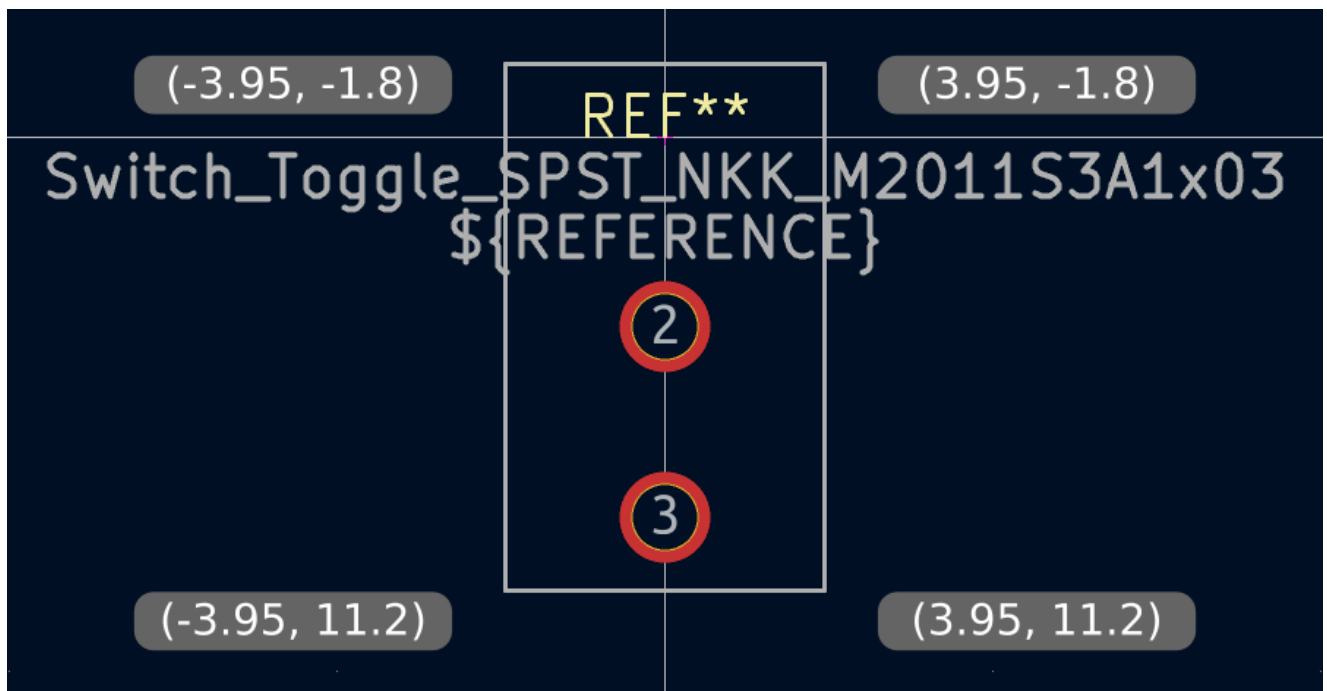 (-3.95, -1.8)
(3.95, -1.8)
REF**
Switch_Toggle_SPST_NKK_M2011S3A1x03
${REFERENCE}
2
3
(-3.95, 11.2)
(3.95, 11.2)